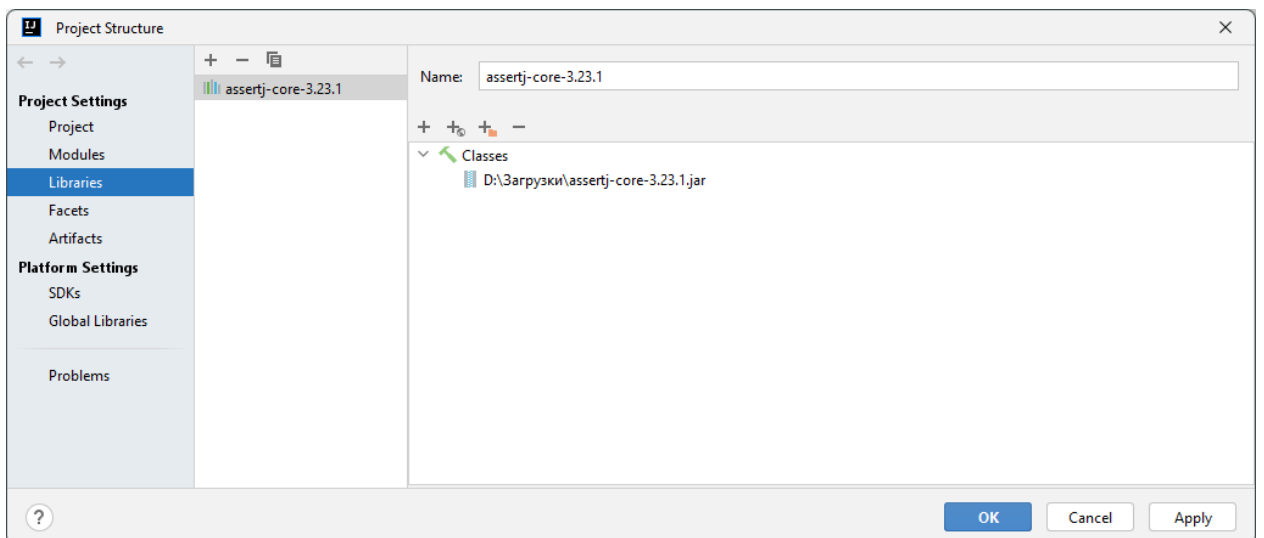 Project Structure
Project Settings
Project
Modules
Libraries
Facets
Artifacts
Platform Settings
SDKs
Global Libraries
Problems
assertj-core-3.23.1
Name: assertj-core-3.23.1
Classes
D:\Загрузки\assertj-core-3.23.1.jar
?
OK Cancel Apply